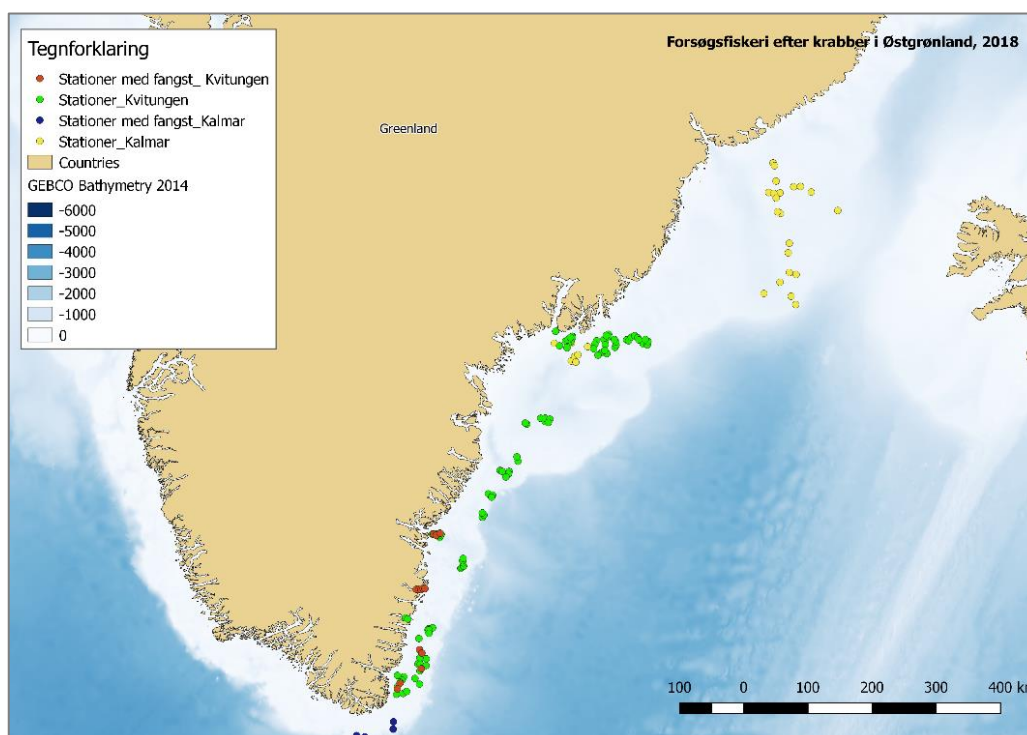 Forsøgsfiskeri efter krabber i Østgrønland, 2018
Tegnforklaring
Stationer med fangst_ Kvitungen
Stationer_Kvitungen
Stationer med fangst_Kalmar
Stationer_Kalmar
Countries
GEBCO Bathymetry 2014
-6000
-5000
-4000
-3000
-2000
-1000
0
Greenland
100 0 100 200 300 400 km